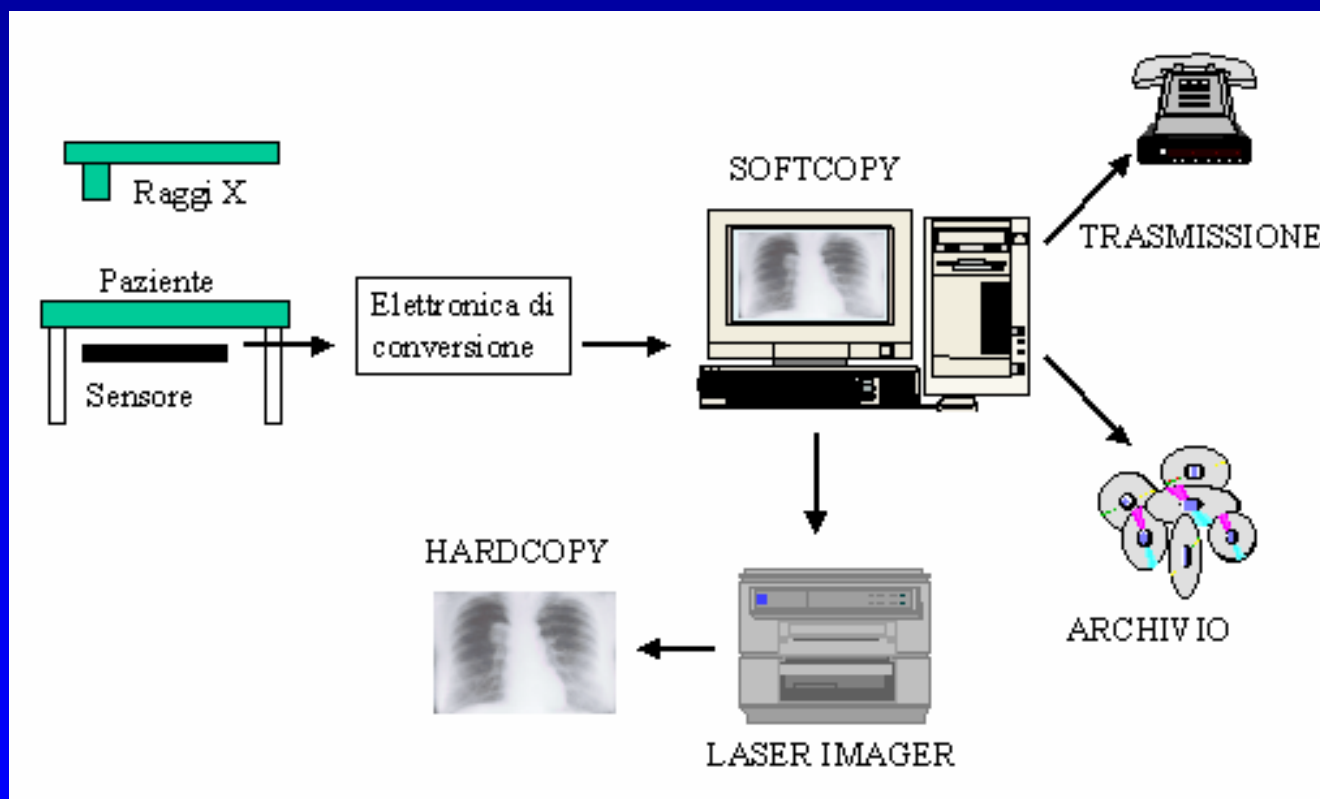 Raggi X
Paziente
Sensore
Elettronica di
conversione
SOFTCOPY
TRASMISSIONE
ARCHIVIO
HARDCOPY
LASER IMAGER